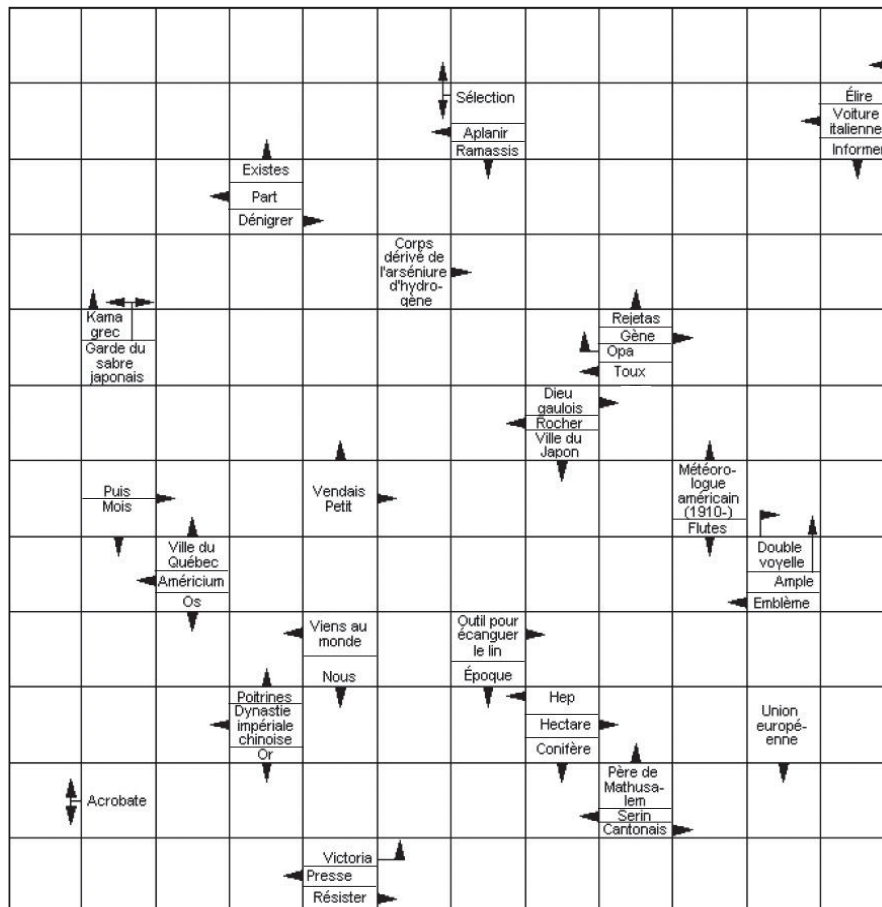 Sélection
Aplanir
Ramassis
Élire
Voiture
italienne
Informer
Existes
Part
Dénigrer
Corps
dérivé de
l'arséniure
d'hydro-
gène
Kama
grec
Garde du
sabre
japonais
Rejetas
Gène
Opa
Toux
Dieu
gaulois
Rocher
Ville du
Japon
Puis
Mois
Vendais
Petit
Météoro-
logue
américain
(1910-)
Flutes
Ville du
Québec
Américium
Os
Double
voyelle
Ample
Emblème
Viens au
monde
Nous
Outil pour
écanguer
le lin
Époque
Poitrines
Dynastie
impériale
chinoise
Or
Hep
Hectare
Conifère
Union
europé-
enne
Acrobate
Père de
Mathusa-
lem
Serin
Cantonais
Victoria
Presse
Résister